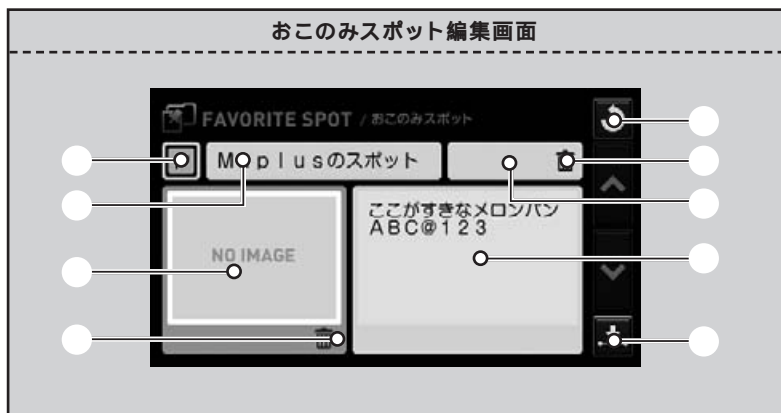 おこのみスポット編集画面
FAVORITE SPOT / おこのみスポット
Moplusのスポット
NO IMAGE
ここがすきなメロンパン
ABC@123